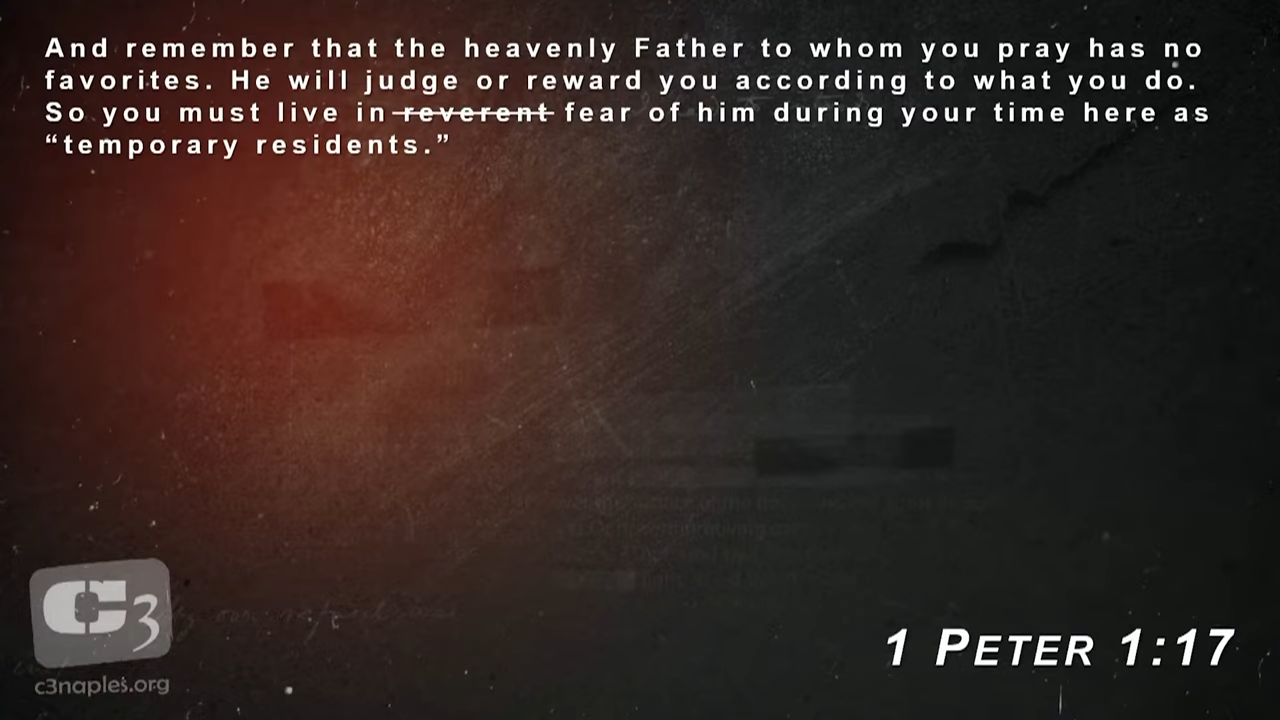 And remember that the heavenly Father to whom you pray has no
favorites. He will judge or reward you according to what you do.
So you must live in reverent fear of him during your time here as
“temporary residents.”
C3
c3naples.org
1 PETER 1:17